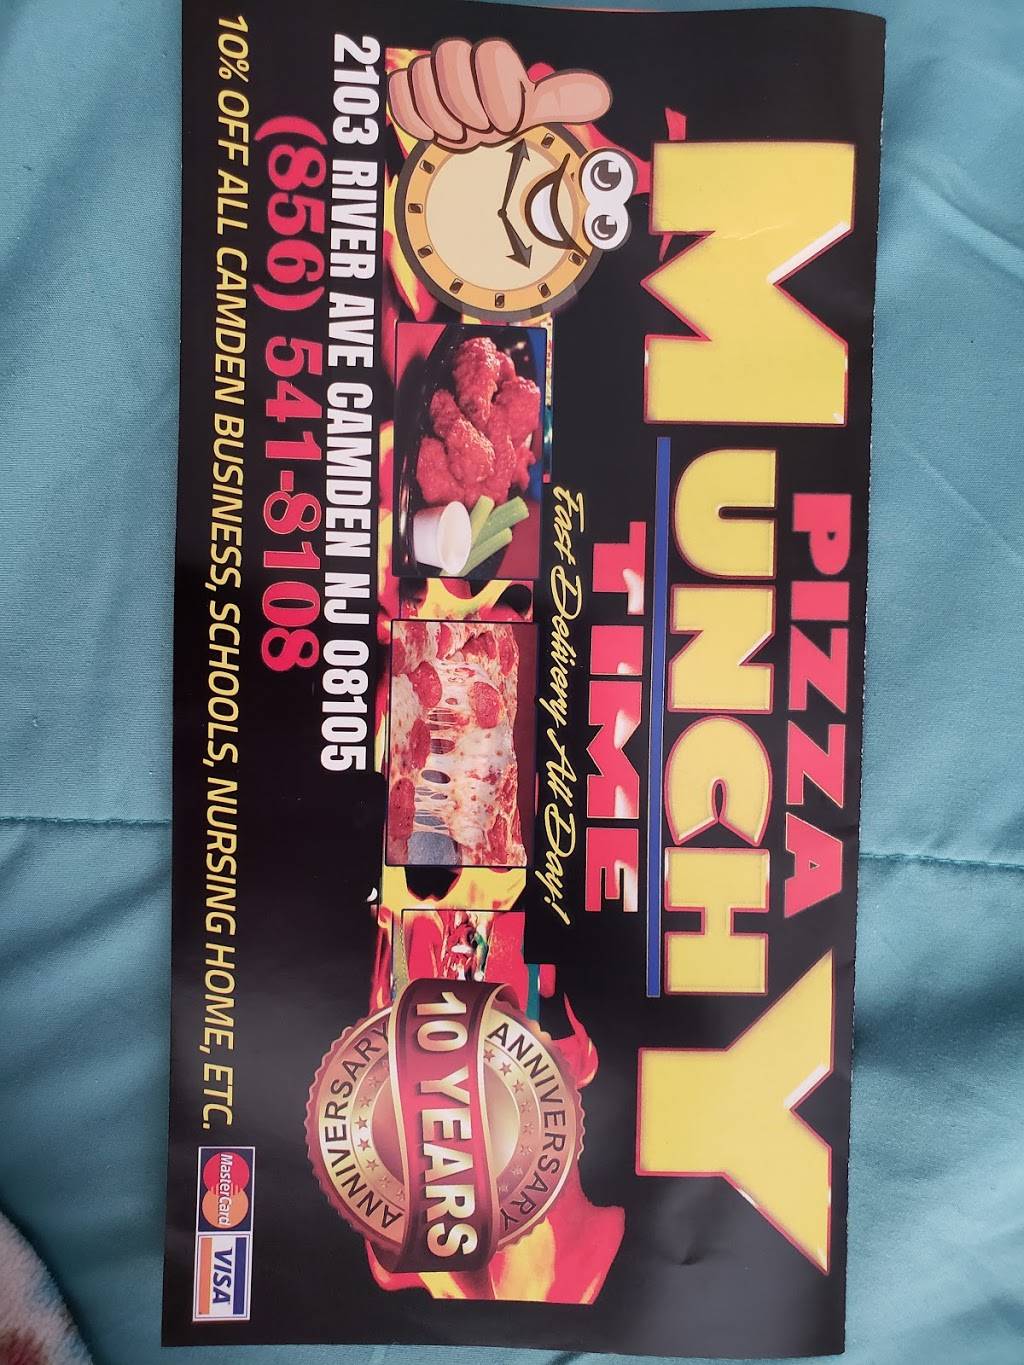 PIZZA
MUNCHY
TIME
Fast Delivery All Day!
ANNIVERSARY
10 YEARS
ANNIVERSARY
2103 RIVER AVE CAMDEN NJ 08105
(856) 541-8108
10% OFF ALL CAMDEN BUSINESS, SCHOOLS, NURSING HOME, ETC.
MasterCard
VISA